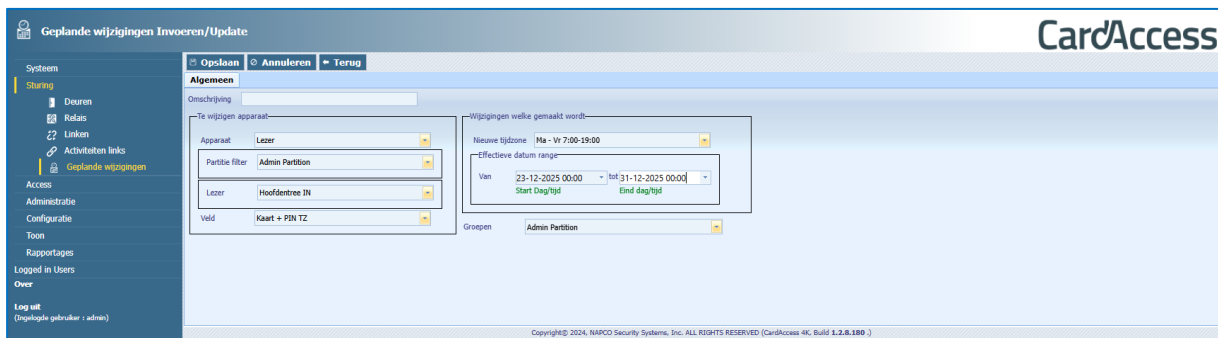 Geplande wijzigingen Invoeren/Update
CardAccess
Systeem
Sturing
Deuren
Relais
Linken
Activiteiten links
Geplande wijzigingen
Access
Administratie
Configuratie
Toon
Rapportages
Logged in Users
Over
Log uit
(Ingelogde gebruiker : admin)
Opslaan Annuleren Terug
Algemeen
Omschrijving
Te wijzigen apparaat
Apparaat Lezer
Partitie filter Admin Partition
Lezer Hoofdentree IN
Veld Kaart + PIN TZ
Wijzigingen welke gemaakt wordt
Nieuwe tijdzone Ma - Vr 7:00-19:00
Effectieve datum range
Van 23-12-2025 00:00 tot 31-12-2025 00:00
Start Dag/tijd Eind dag/tijd
Groepen Admin Partition
Copyright© 2024, NAPCO Security Systems, Inc. ALL RIGHTS RESERVED (CardAccess 4K, Build 1.2.8.180 .)